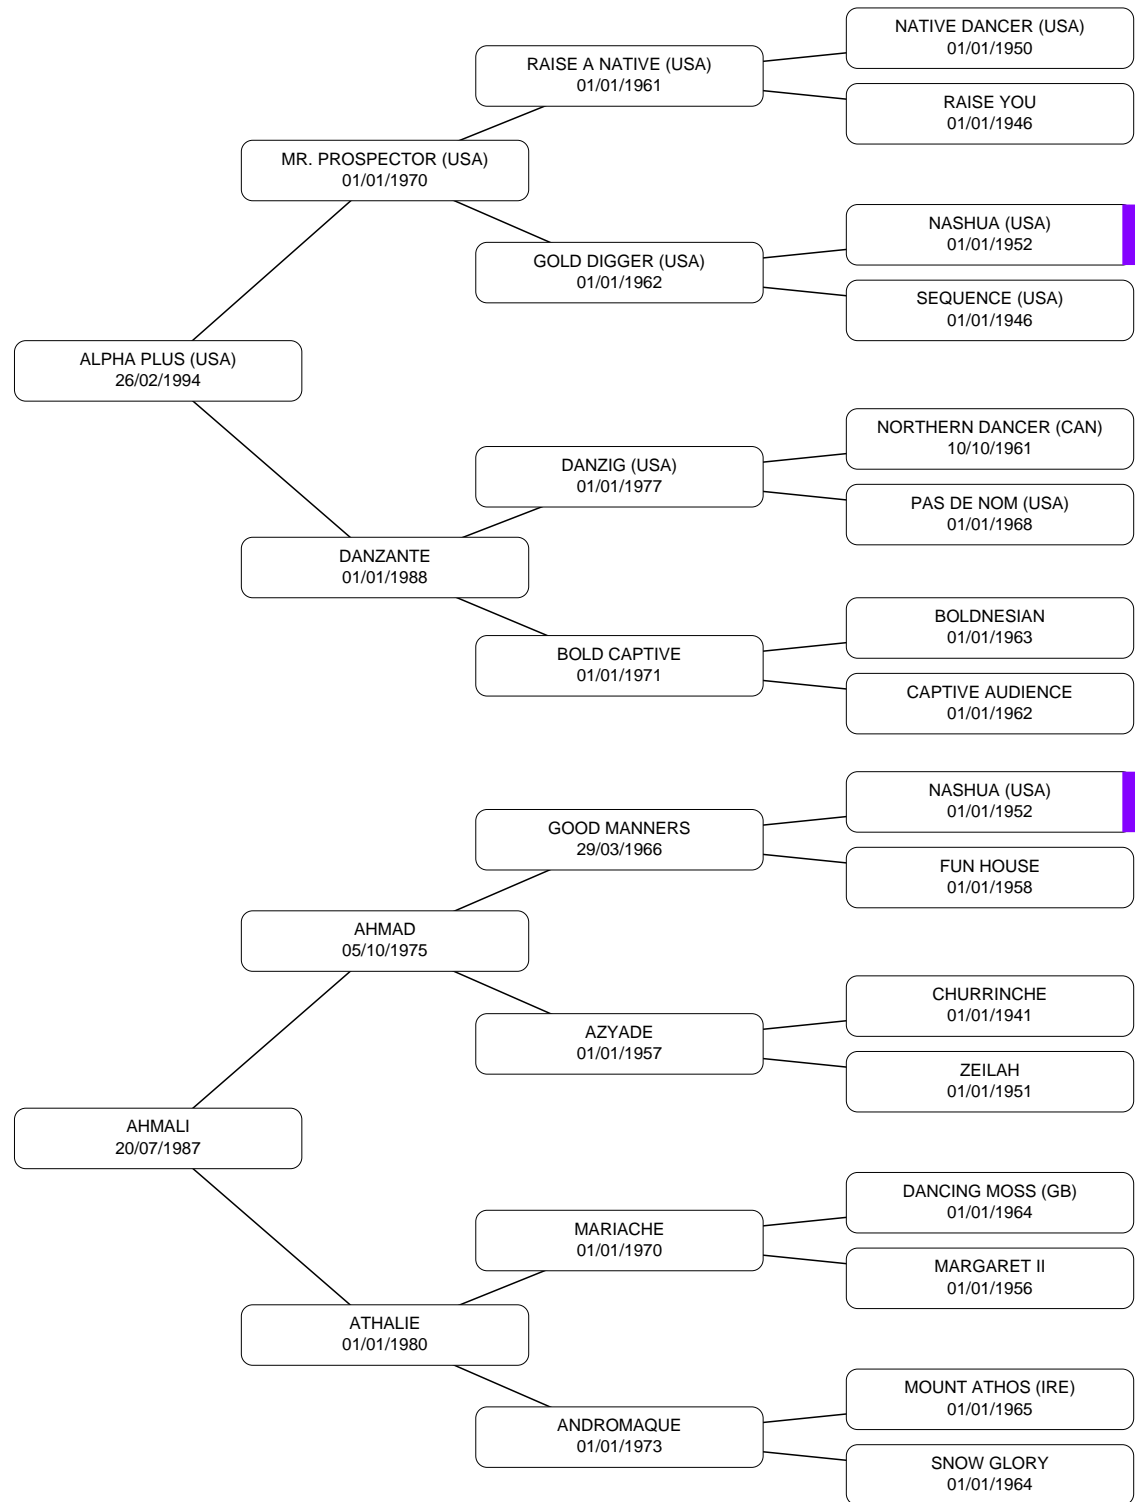 NATIVE DANCER (USA)
01/01/1950
RAISE A NATIVE (USA)
01/01/1961
RAISE YOU
01/01/1946
MR. PROSPECTOR (USA)
01/01/1970
NASHUA (USA)
01/01/1952
GOLD DIGGER (USA)
01/01/1962
SEQUENCE (USA)
01/01/1946
ALPHA PLUS (USA)
26/02/1994
NORTHERN DANCER (CAN)
10/10/1961
DANZIG (USA)
01/01/1977
PAS DE NOM (USA)
01/01/1968
DANZANTE
01/01/1988
BOLDNESIAN
01/01/1963
BOLD CAPTIVE
01/01/1971
CAPTIVE AUDIENCE
01/01/1962
NASHUA (USA)
01/01/1952
GOOD MANNERS
29/03/1966
FUN HOUSE
01/01/1958
AHMAD
05/10/1975
CHURRINCHE
01/01/1941
AZYADE
01/01/1957
ZEILAH
01/01/1951
AHMALI
20/07/1987
DANCING MOSS (GB)
01/01/1964
MARIACHE
01/01/1970
MARGARET II
01/01/1956
ATHALIE
01/01/1980
MOUNT ATHOS (IRE)
01/01/1965
ANDROMAQUE
01/01/1973
SNOW GLORY
01/01/1964